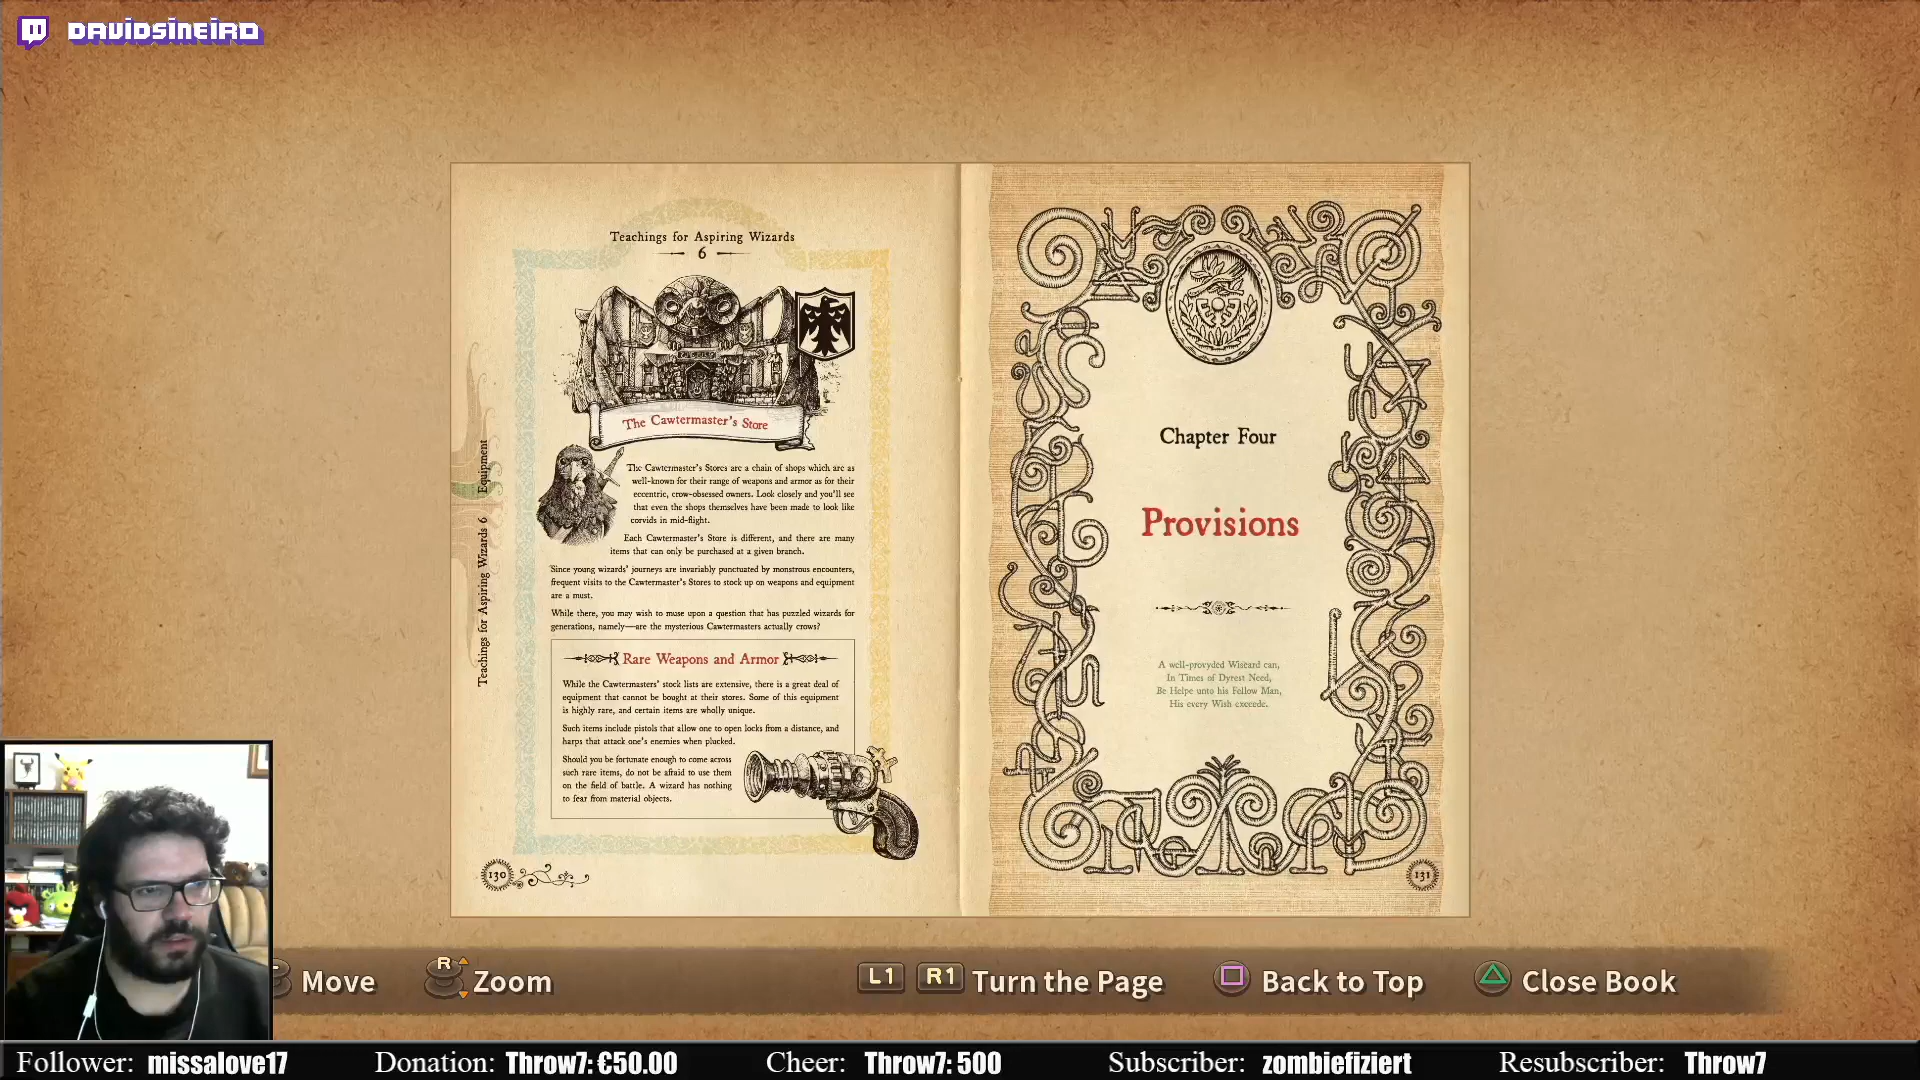 DAVIDSINEIRO
Teachings for Aspiring Wizards
6
The Cawtermaster's Store
The Cawtermaster's Stores are a chain of shops which are as
well-known for their range of weapons and armor as for their
eccentric, crow-obsessed owners. Look closely and you'll see
that even the shops themselves have been made to look like
corvids in mid-flight.
Each Cawtermaster's Store is different, and there are many
items that can only be purchased at a given branch.
Since young wizards' journeys are invariably punctuated by monstrous encounters,
frequent visits to the Cawtermaster's Stores to stock up on weapons and equipment
are a must.
While there, you may wish to muse upon a question that has puzzled wizards for
generations, namely—are the mysterious Cawtermasters actually crows?
Rare Weapons and Armor
While the Cawtermasters' stock lists are extensive, there is a great deal of
equipment that cannot be bought at their stores. Some of this equipment
is highly rare, and certain items are wholly unique.
Such items include pistols that allow one to open locks from a distance, and
harps that attack one's enemies when plucked.
Should you be fortunate enough to come across
such rare items, do not be afraid to use them
on the field of battle. A wizard has nothing
to fear from material objects.
Teachings for Aspiring Wizards 6 Equipment
130
Chapter Four
Provisions
A well-provyded Wiseard can,
In Times of Dyrest Need,
Be Helpe unto his Fellow Man,
His every Wish excede.
131
Move
R Zoom
L1 R1 Turn the Page
Back to Top
Close Book
Follower: missalove17
Donation: Throw7: €50.00
Cheer: Throw7: 500
Subscriber: zombiefiziert
Resubscriber: Throw7